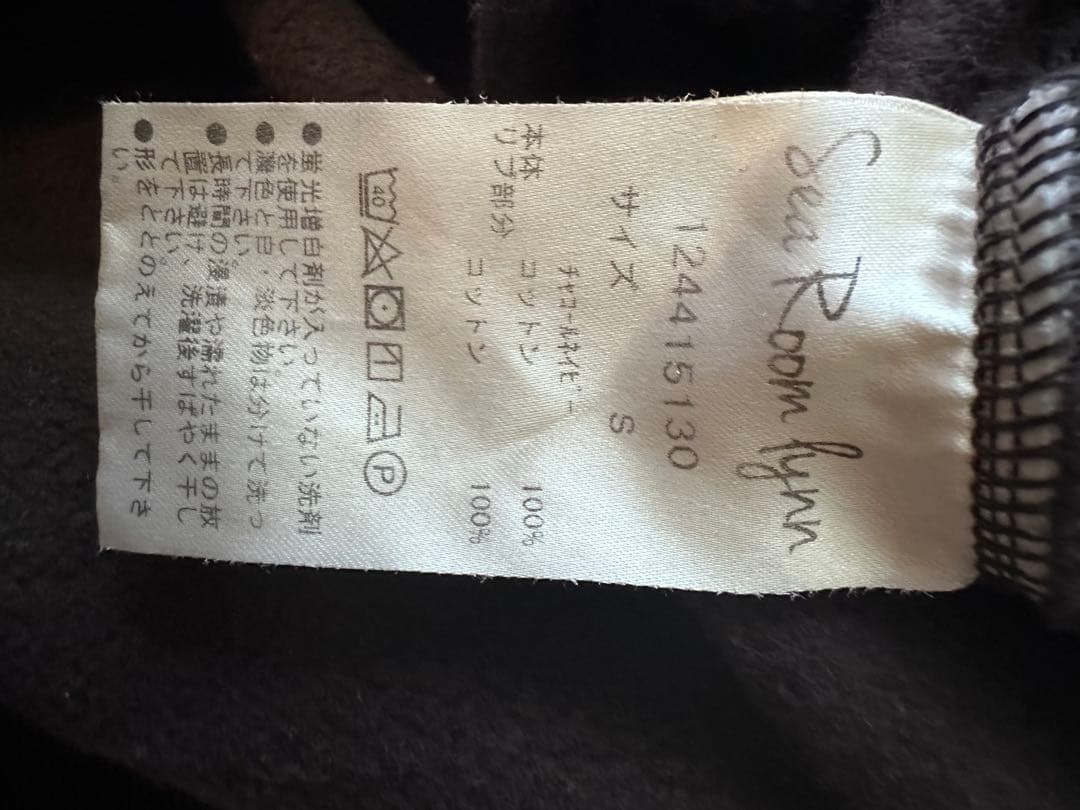 Sea Room lynn
124415130
サイズ S
チャコールネイビー
本体 コットン 100%
リブ部分 コットン 100%
40
P
●蛍光増白剤が入っていない洗剤
を使用して下さい。
●濃色と白・淡色物は分けて洗っ
て下さい。
●長時間の浸漬や濡れたままの放
置は避け、洗濯後すばやく干し
て下さい。
●形をととのえてから干して下さ
い。